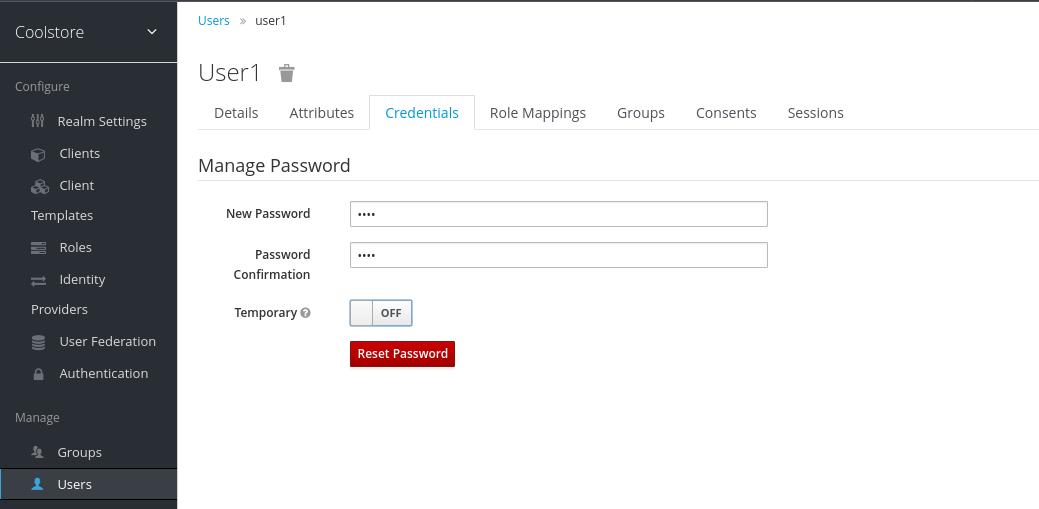 Coolstore
Configure
Realm Settings
Clients
Client
Templates
Roles
Identity
Providers
User Federation
Authentication
Manage
Groups
Users
Users » user1
User1
Details Attributes Credentials Role Mappings Groups Consents Sessions
Manage Password
New Password ••••
Password
Confirmation ••••
Temporary ? OFF
Reset Password